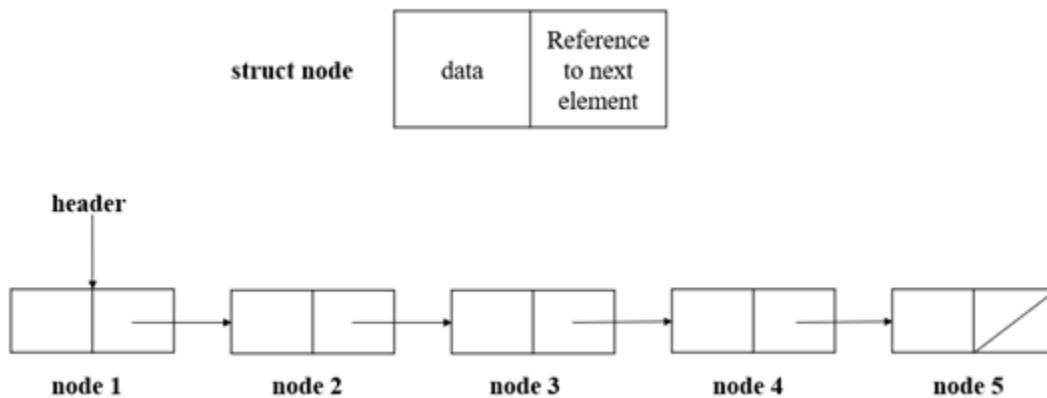 struct node
data
Reference
to next
element
header
node 1
node 2
node 3
node 4
node 5